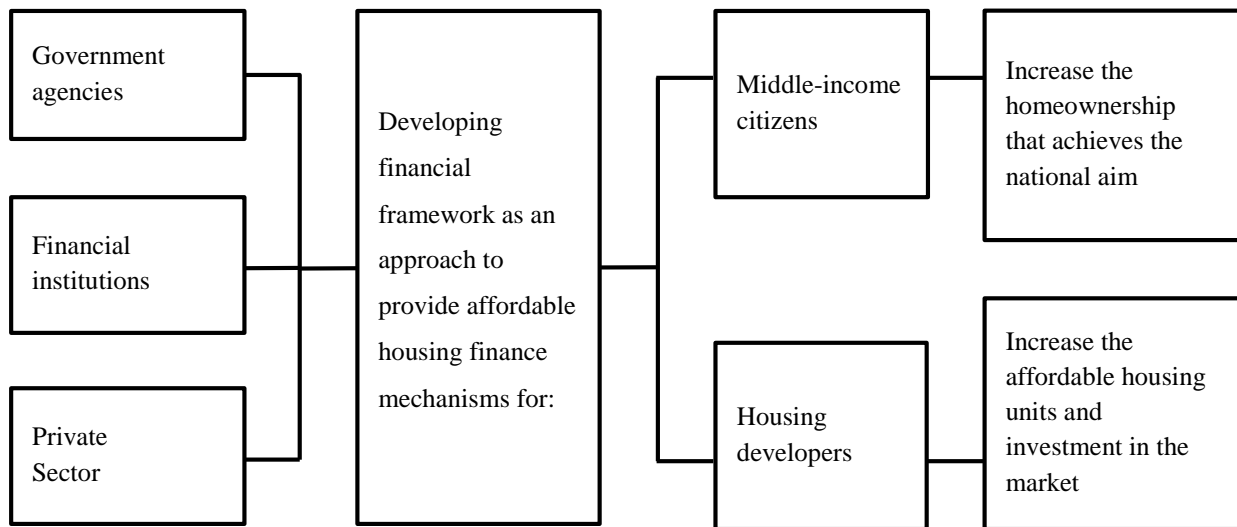 Government
agencies
Financial
institutions
Private
Sector
Developing
financial
framework as an
approach to
provide affordable
housing finance
mechanisms for:
Middle-income
citizens
Increase the
homeownership
that achieves the
national aim
Housing
developers
Increase the
affordable housing
units and
investment in the
market